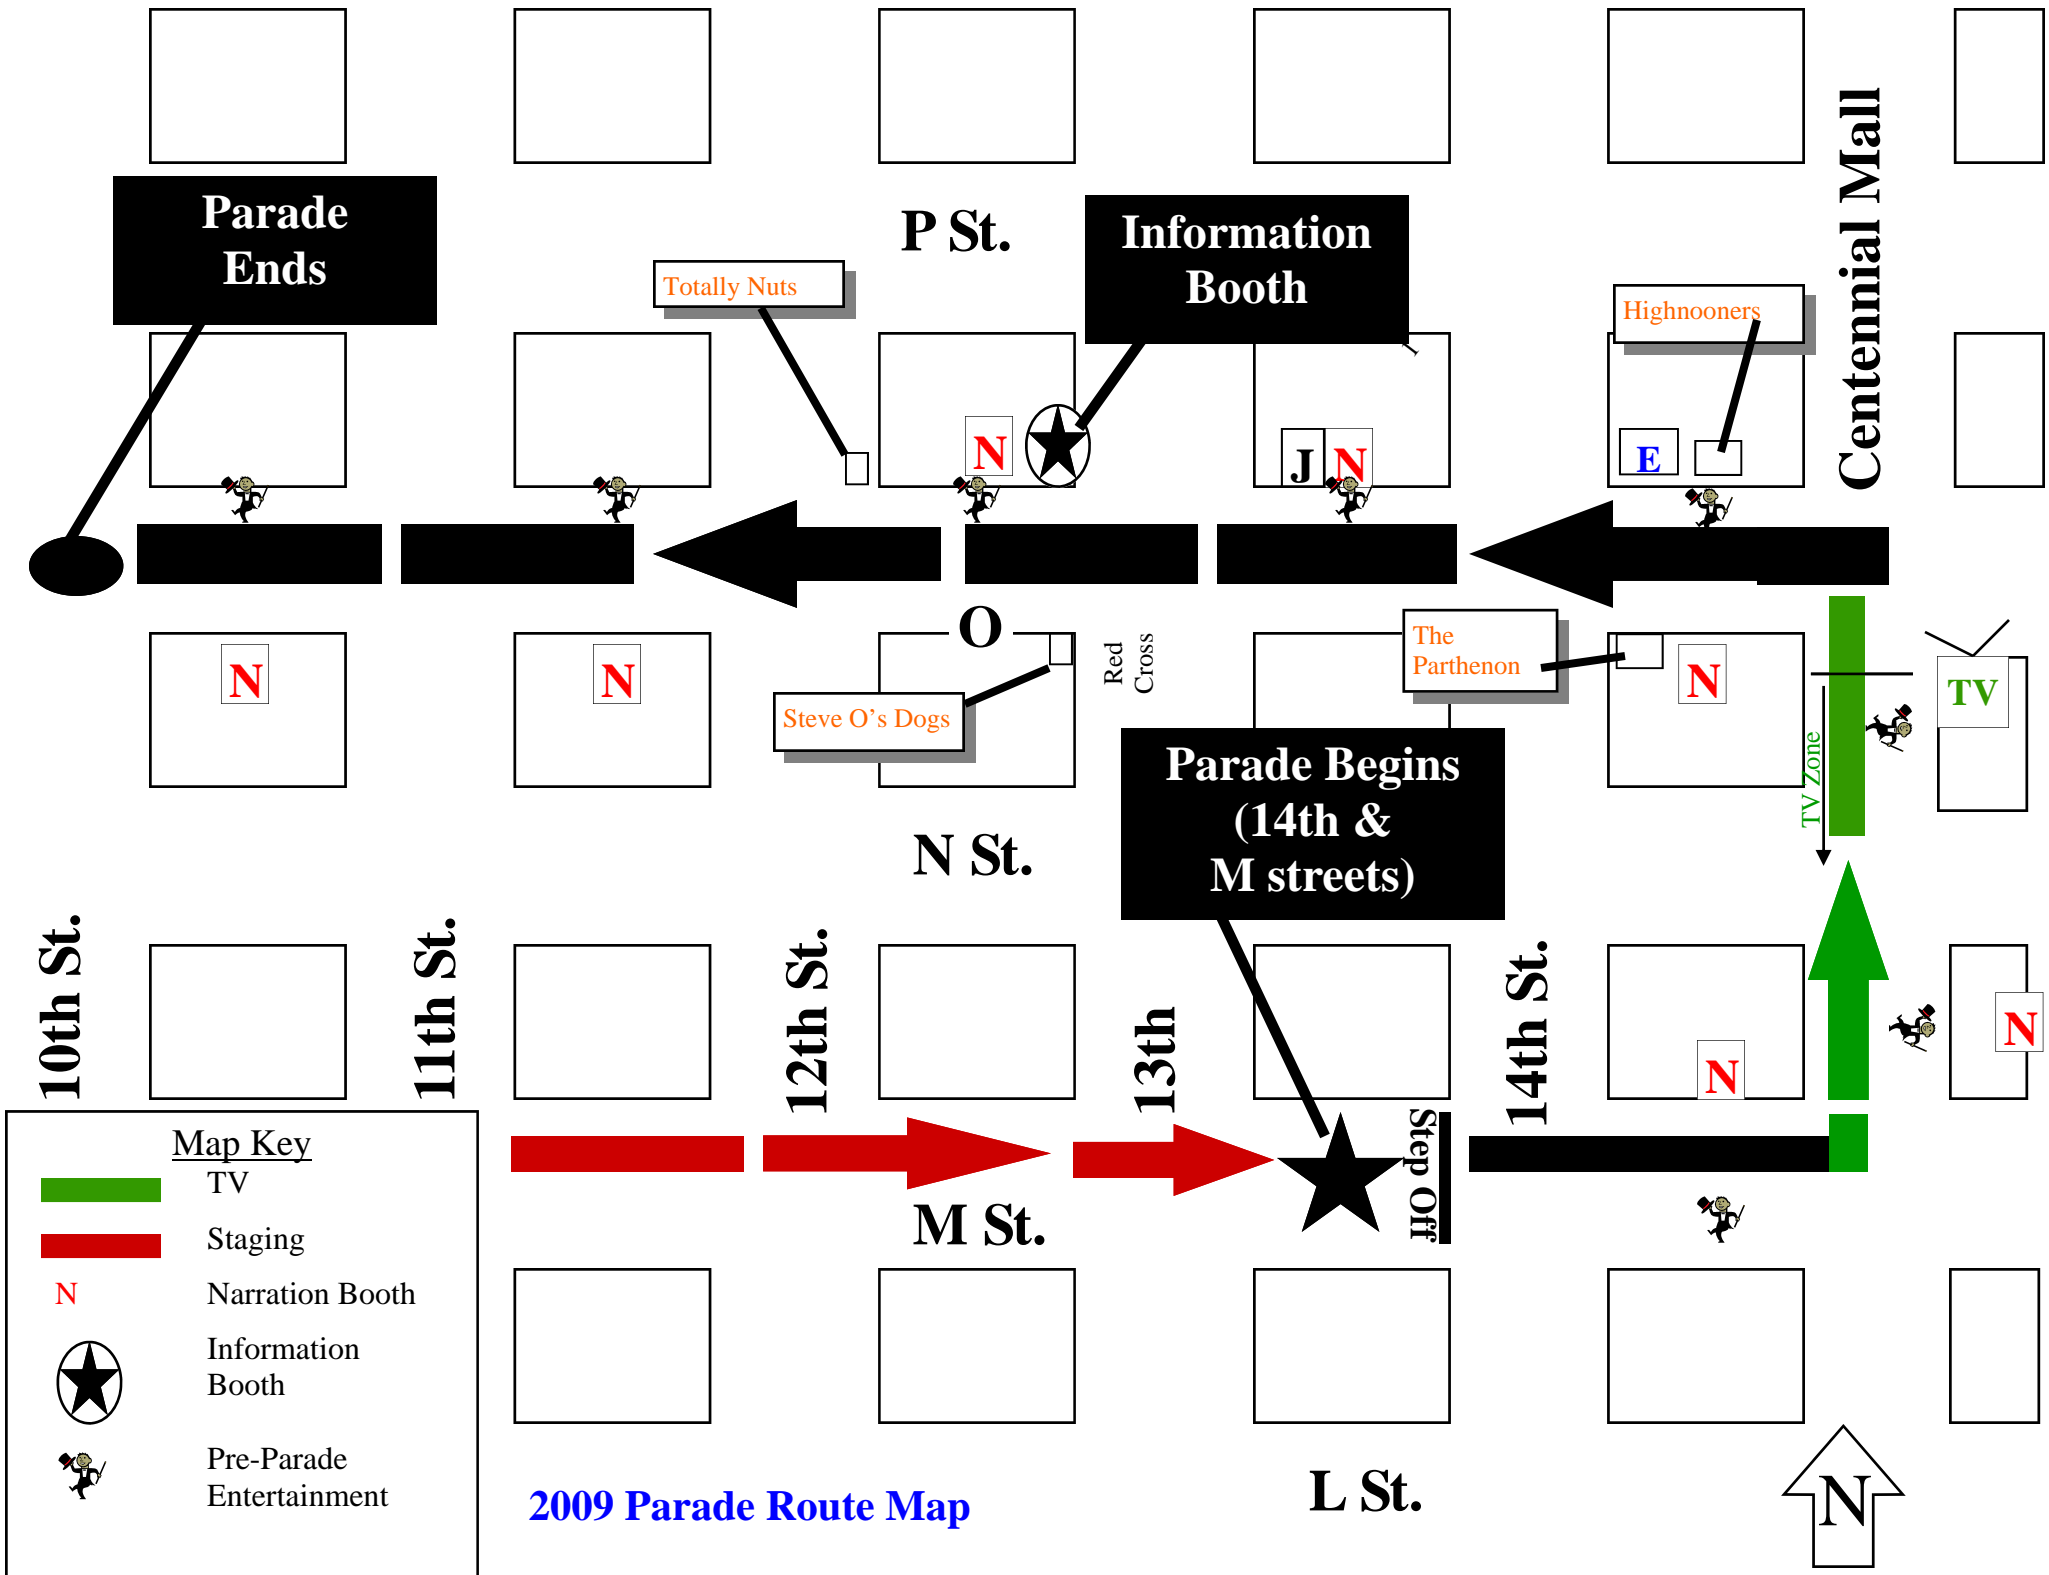 Centennial Mall
Parade
Ends
P St.
Information
Booth
Totally Nuts
Highnooners
N
J
N
E
O
Red
Cross
The
Parthenon
N
N
N
TV
Steve O's Dogs
TV Zone
Parade Begins
(14th &
M streets)
N St.
10th St.
11th St.
12th St.
13th
14th St.
N
N
Step Off
M St.
Map Key
TV
Staging
N
Narration Booth
Information
Booth
Pre-Parade
Entertainment
2009 Parade Route Map
L St.
N